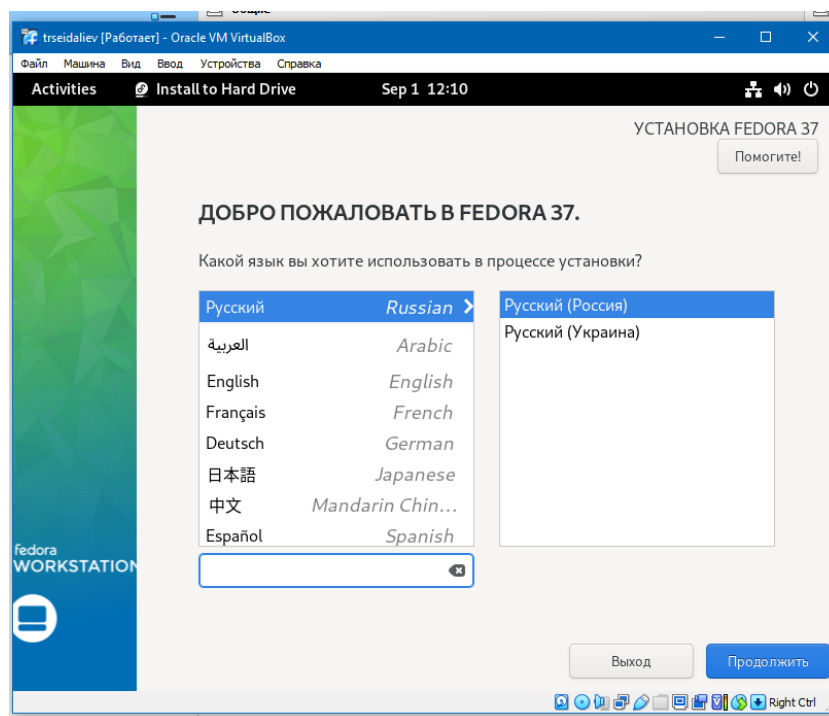 trseidaliev [Работает] - Oracle VM VirtualBox
Файл Машина Вид Ввод Устройства Справка
Activities Install to Hard Drive Sep 1 12:10
УСТАНОВКА FEDORA 37
Помогите!
ДОБРО ПОЖАЛОВАТЬ В FEDORA 37.
Какой язык вы хотите использовать в процессе установки?
Русский Russian
العربية Arabic
English English
Français French
Deutsch German
日本語 Japanese
中文 Mandarin Chin...
Español Spanish
Русский (Россия)
Русский (Украина)
fedora
WORKSTATION
Выход Продолжить
Right Ctrl